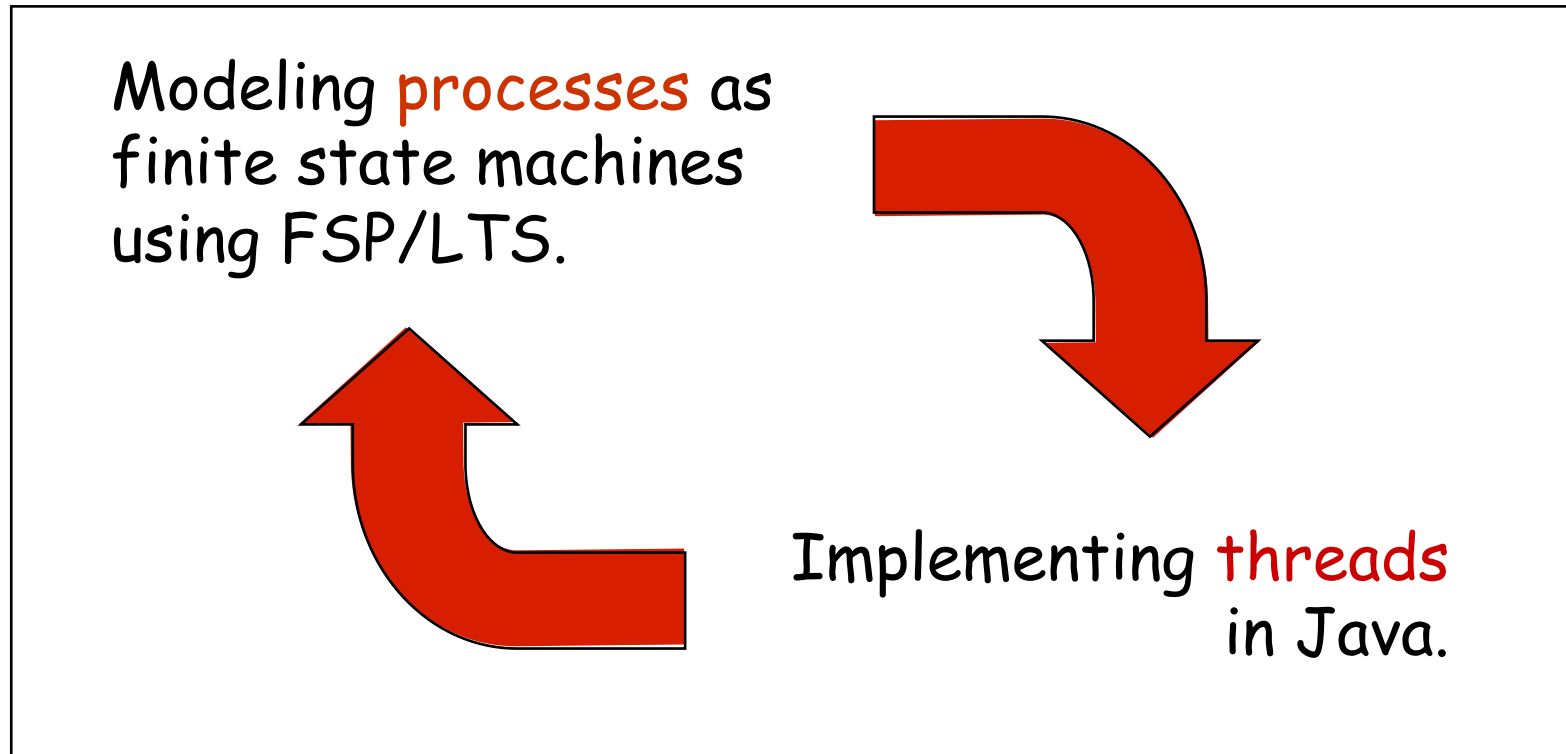 Modeling processes as
finite state machines
using FSP/LTS.
Implementing threads
in Java.